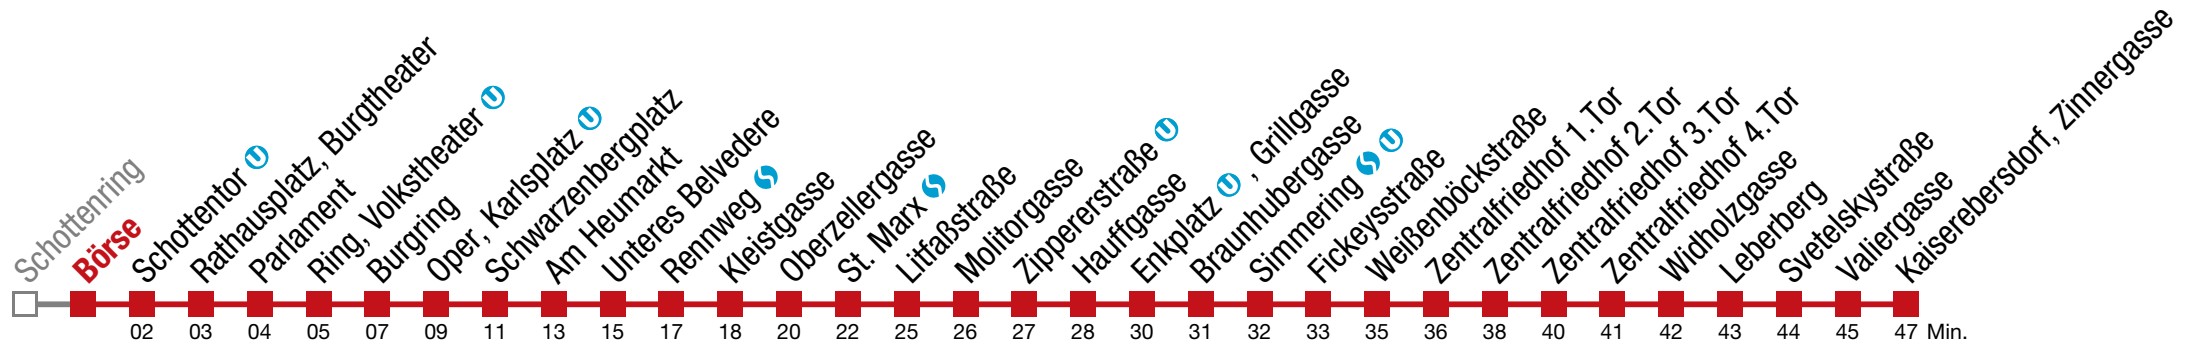 Schottenring
Börse
Schottentor U
Rathausplatz, Burgtheater
Parlament
Ring, Volkstheater U
Burgring
Oper, Karlsplatz U
Schwarzenbergplatz
Am Heumarkt
Unteres Belvedere
Rennweg S
Kleistgasse
Oberzellergasse
St. Marx S
Litfaßstraße
Molitorgasse
Zippererstraße U
Hauffgasse
Enkplatz U, Grillgasse
Braunhubergasse
Simmering S U
Fickeysstraße
Weißenböckstraße
Zentralfriedhof 1.Tor
Zentralfriedhof 2.Tor
Zentralfriedhof 3.Tor
Zentralfriedhof 4.Tor
Widholzgasse
Leberberg
Svetelskystraße
Valiergasse
Kaiserebersdorf, Zinnergasse
02 03 04 05 07 09 11 13 15 17 18 20 22 25 26 27 28 30 31 32 33 35 36 38 40 41 42 43 44 45 47 Min.